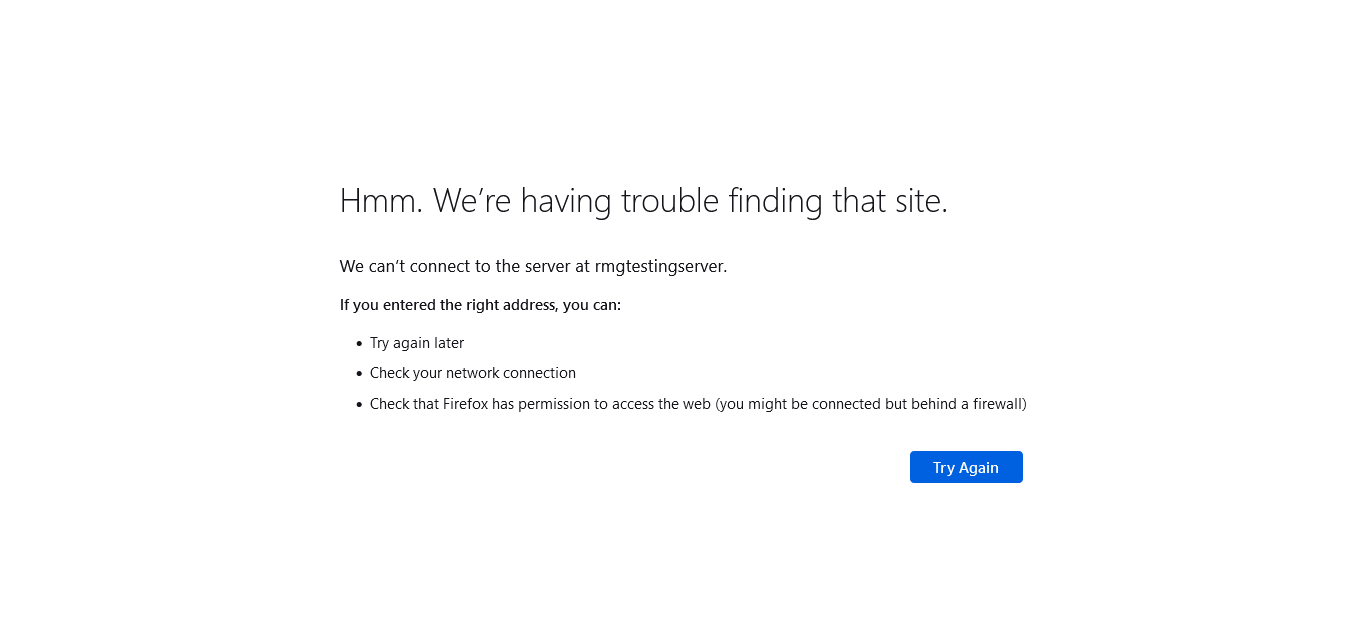 Hmm. We’re having trouble finding that site.
We can’t connect to the server at rmgtestingserver.
If you entered the right address, you can:
• Try again later
• Check your network connection
• Check that Firefox has permission to access the web (you might be connected but behind a firewall)
Try Again